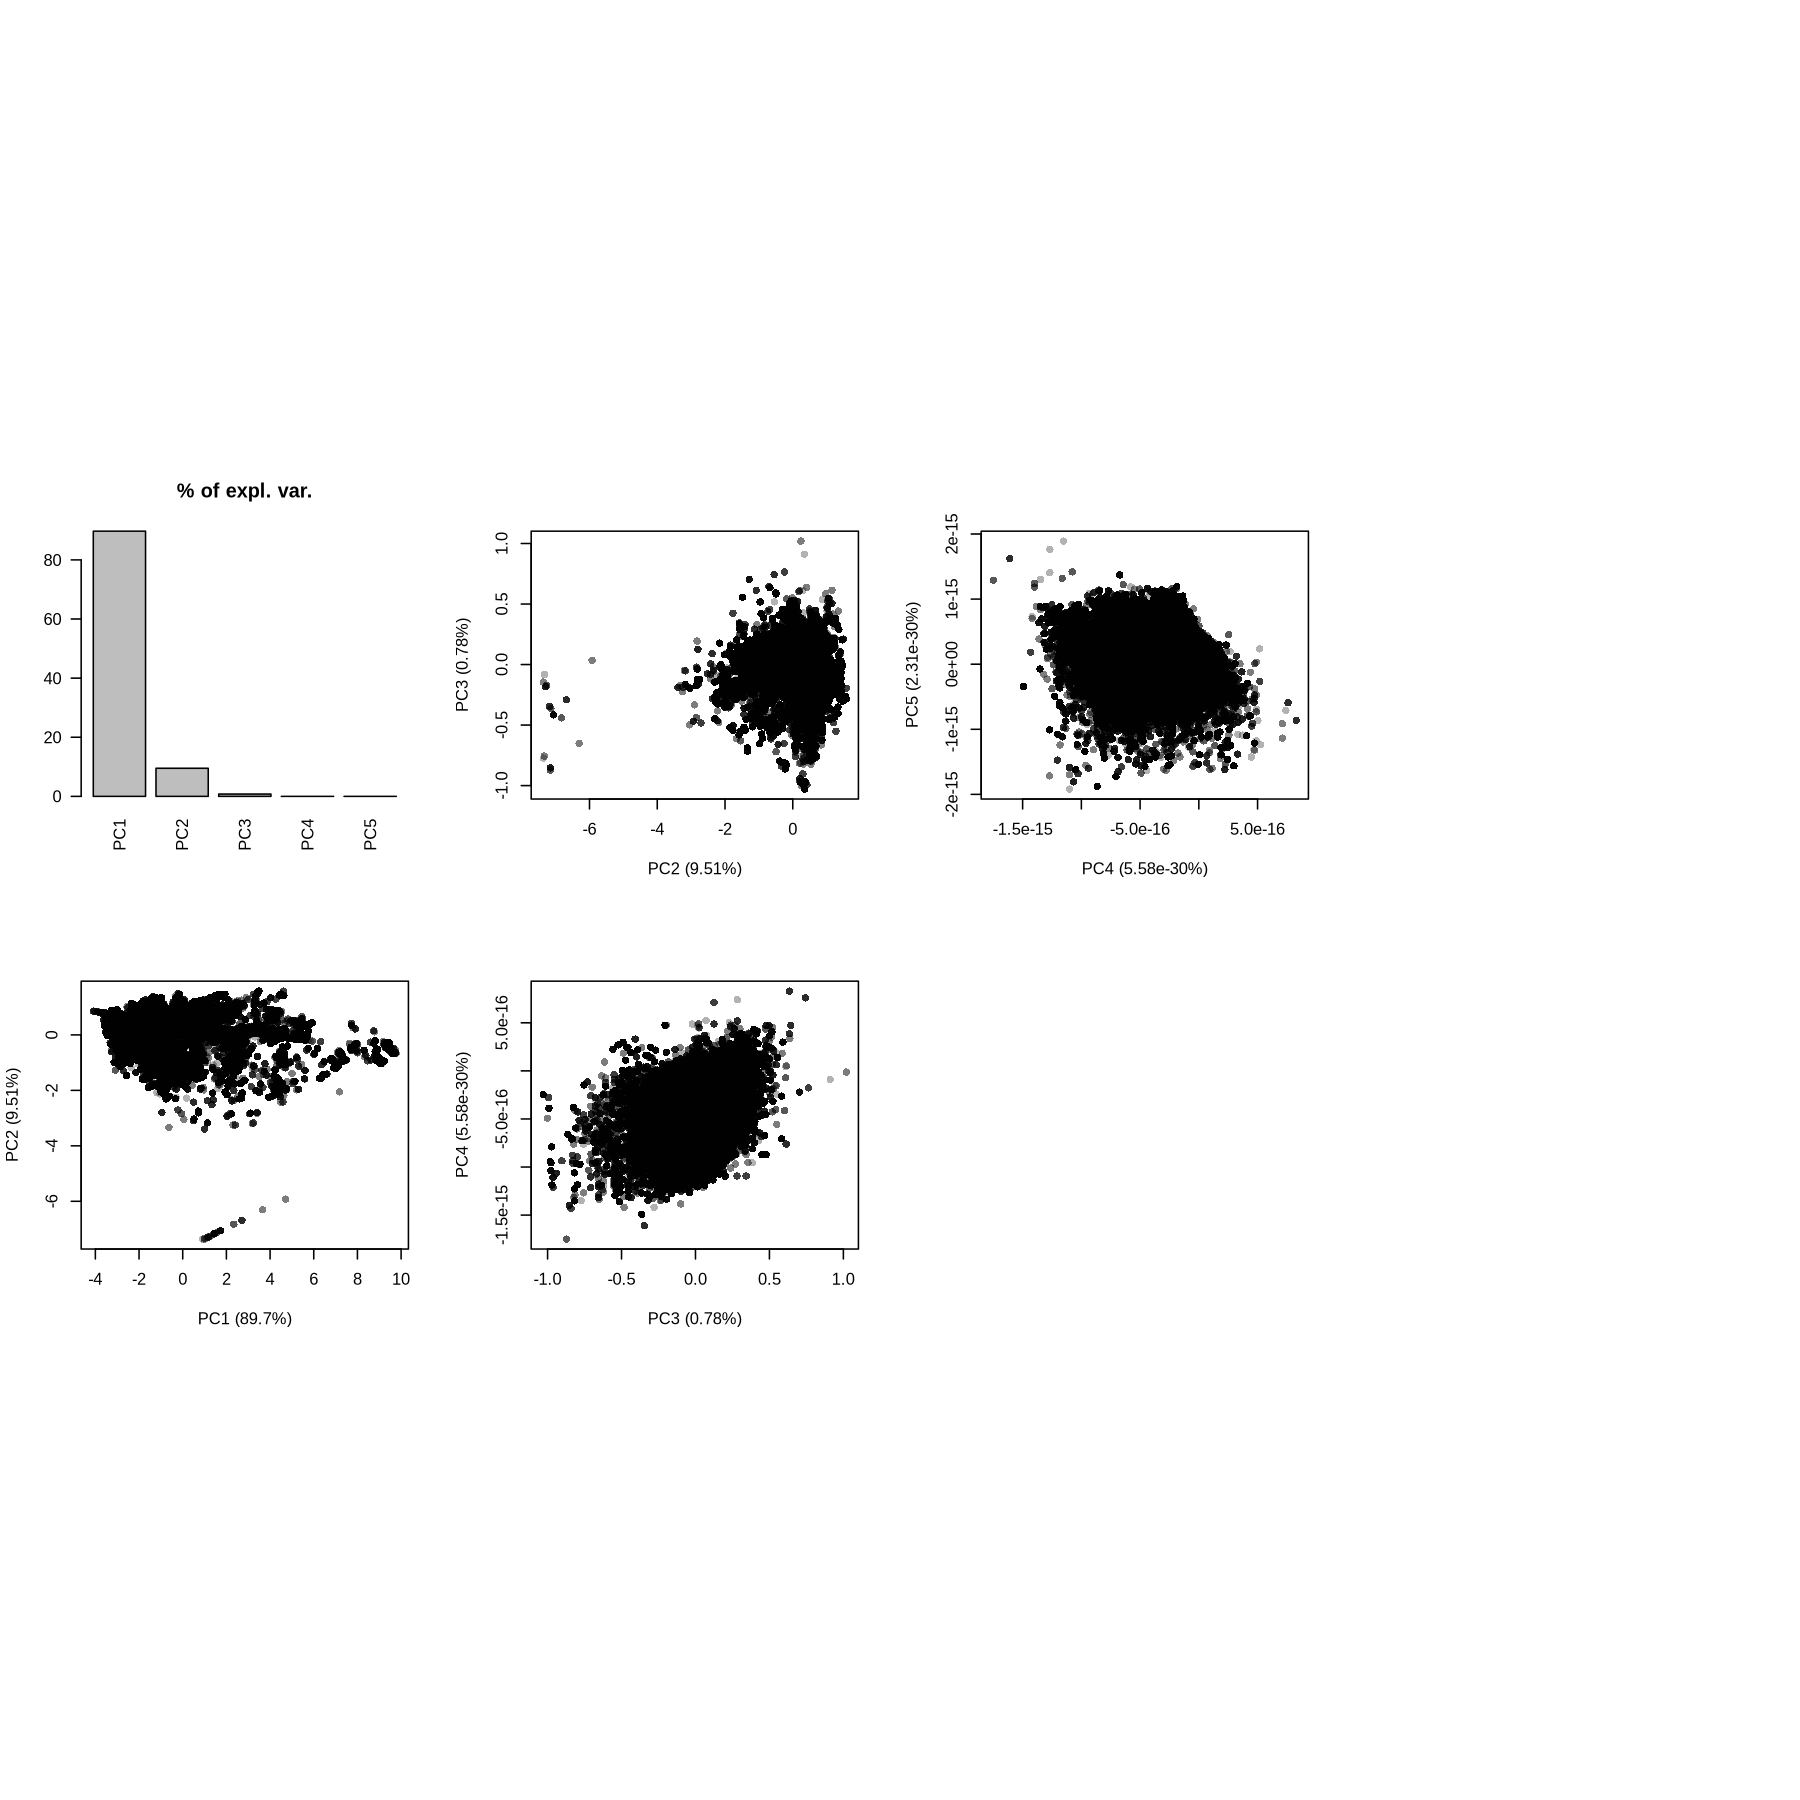 % of expl. var.
80
60
40
20
0
PC1
PC2
PC3
PC4
PC5
PC3 (0.78%)
1.0
0.5
0.0
-0.5
-1.0
-6
-4
-2
0
PC2 (9.51%)
PC5 (2.31e-30%)
2e-15
1e-15
0e+00
-1e-15
-2e-15
-1.5e-15
-5.0e-16
5.0e-16
PC4 (5.58e-30%)
PC2 (9.51%)
0
-2
-4
-6
-4
-2
0
2
4
6
8
10
PC1 (89.7%)
PC4 (5.58e-30%)
5.0e-16
-5.0e-16
-1.5e-15
-1.0
-0.5
0.0
0.5
1.0
PC3 (0.78%)